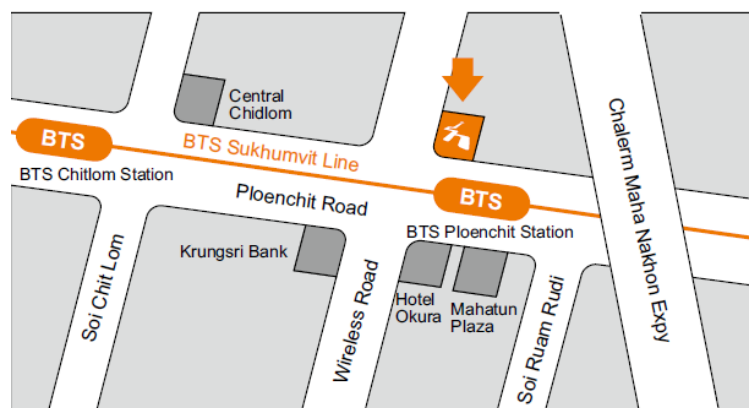 Central
Chidlom
BTS
BTS Sukhumvit Line
BTS Chitlom Station
Ploenchit Road
BTS
BTS Ploenchit Station
Krungsri Bank
Soi Chit Lom
Wireless Road
Hotel
Okura
Mahatun
Plaza
Soi Ruam Rudi
Chalerm Maha Nakhon Expy